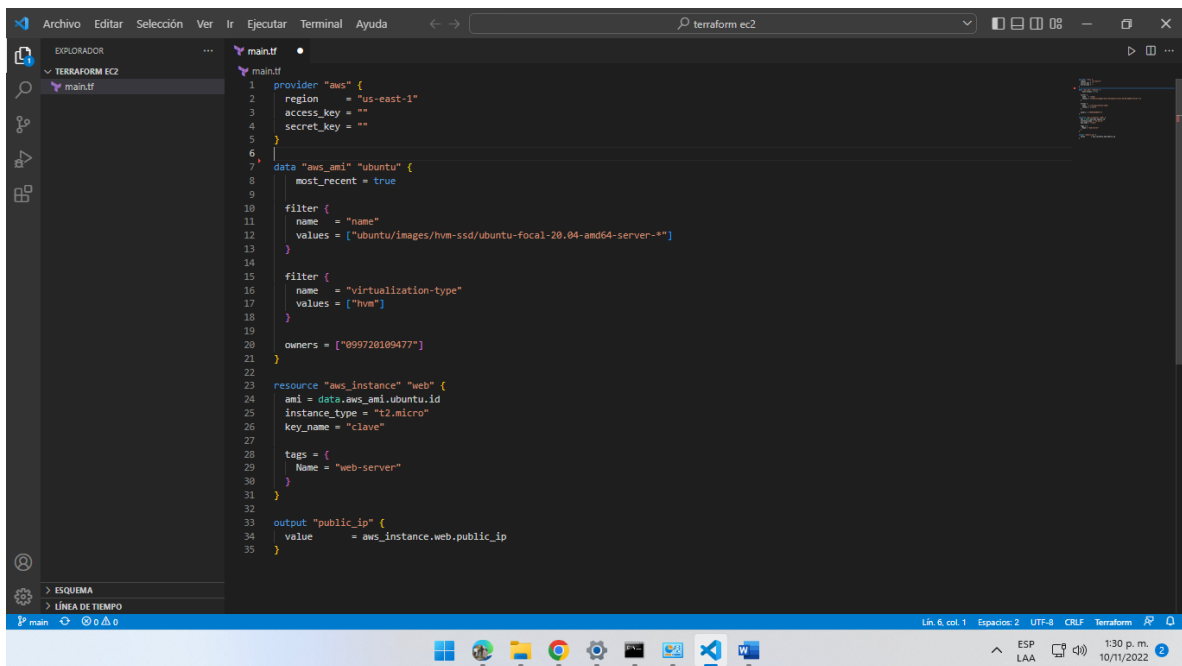 Archivo Editar Selección Ver Ir Ejecutar Terminal Ayuda
terraform ec2
EXPLORADOR
TERRAFORM EC2
main.tf
main.tf
main.tf
1 provider "aws" {
2 region = "us-east-1"
3 access_key = ""
4 secret_key = ""
5 }
6
7 data "aws_ami" "ubuntu" {
8 most_recent = true
9
10 filter {
11 name = "name"
12 values = ["ubuntu/images/hvm-ssd/ubuntu-focal-20.04-amd64-server-*"]
13 }
14
15 filter {
16 name = "virtualization-type"
17 values = ["hvm"]
18 }
19
20 owners = ["099720109477"]
21 }
22
23 resource "aws_instance" "web" {
24 ami = data.aws_ami.ubuntu.id
25 instance_type = "t2.micro"
26 key_name = "clave"
27
28 tags = {
29 Name = "web-server"
30 }
31 }
32
33 output "public_ip" {
34 value = aws_instance.web.public_ip
35 }
ESQUEMA
LÍNEA DE TIEMPO
main 0 0 Lín. 6, col. 1 Espacios: 2 UTF-8 CRLF Terraform
ESP
LAA
1:30 p. m.
10/11/2022
2